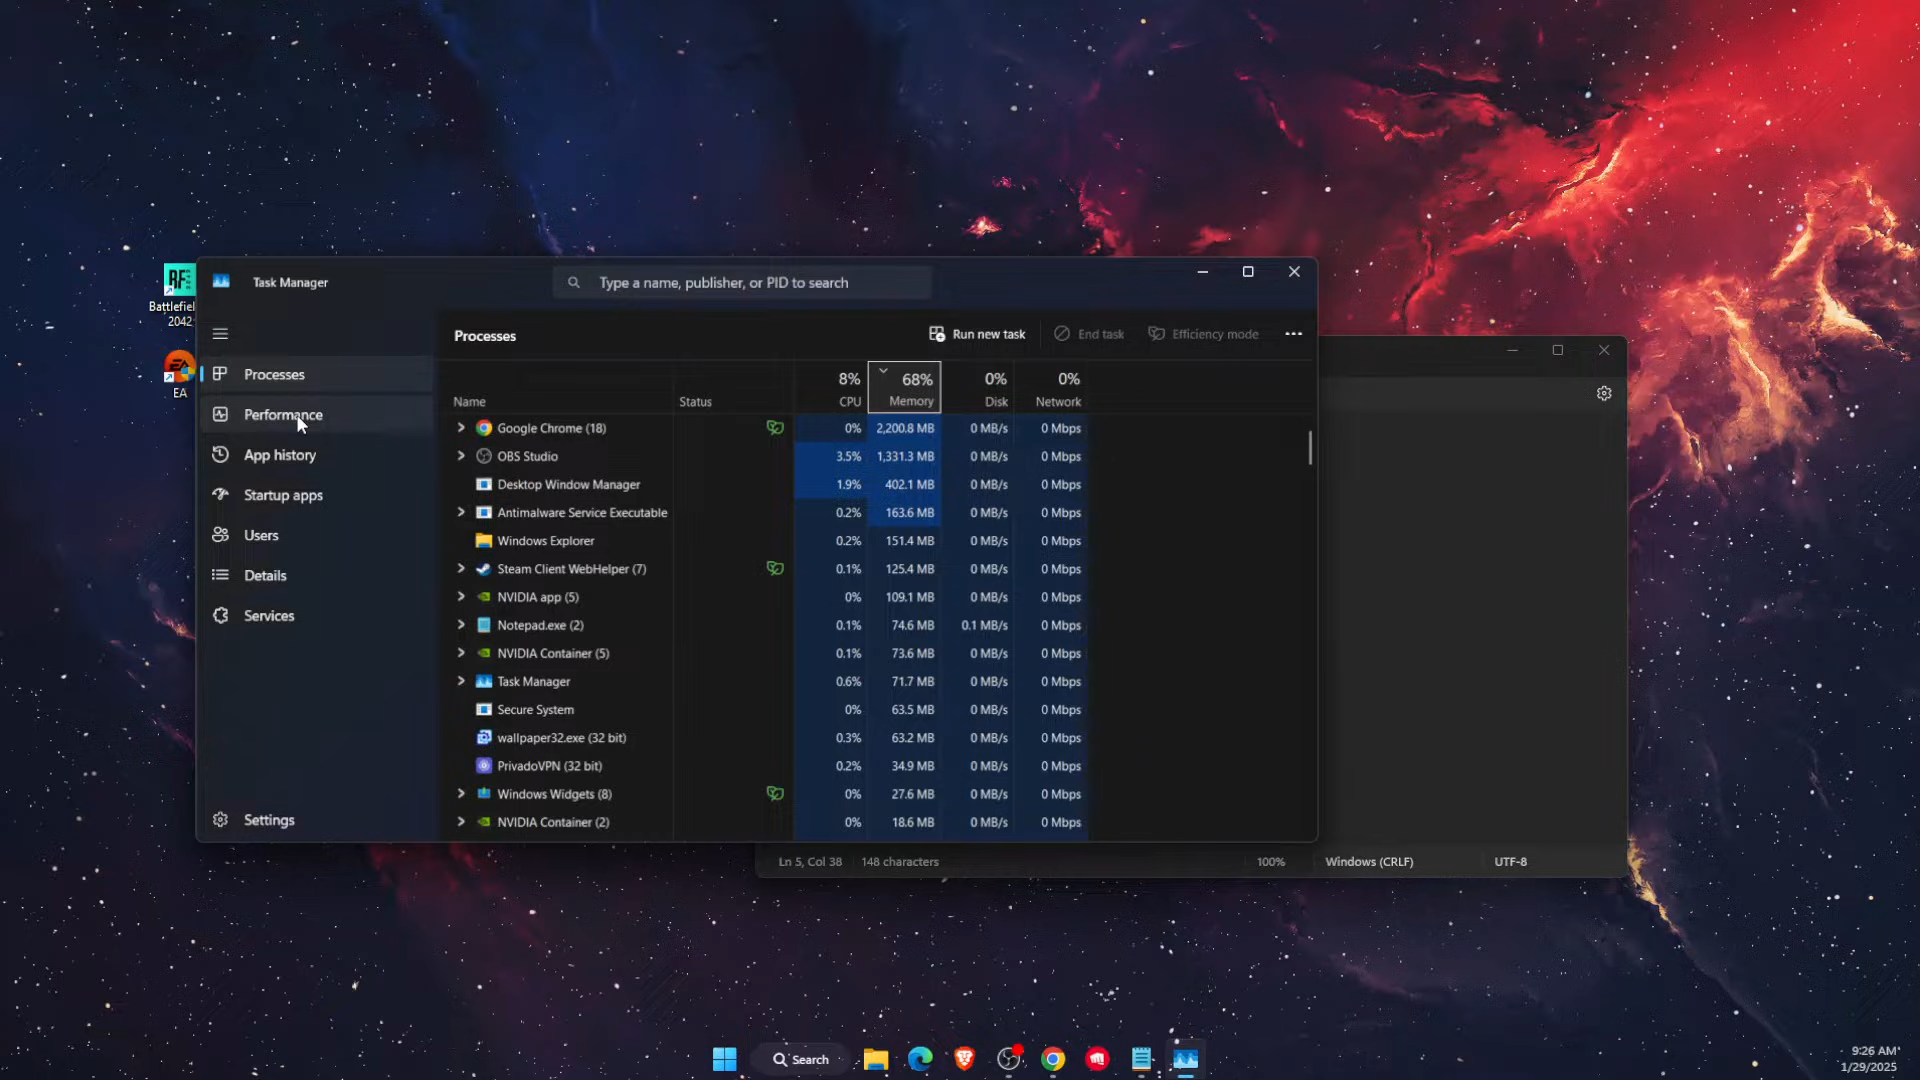 Battlefiel
2042
EA
Task Manager
Type a name, publisher, or PID to search
Processes
Performance
App history
Startup apps
Users
Details
Services
Settings
Processes
Run new task
End task
Efficiency mode
8% 68% 0% 0%
Name Status CPU Memory Disk Network
Google Chrome (18) 0% 2,200.8 MB 0 MB/s 0 Mbps
OBS Studio 3.5% 1,331.3 MB 0 MB/s 0 Mbps
Desktop Window Manager 1.9% 402.1 MB 0 MB/s 0 Mbps
Antimalware Service Executable 0.2% 163.6 MB 0 MB/s 0 Mbps
Windows Explorer 0.2% 151.4 MB 0 MB/s 0 Mbps
Steam Client WebHelper (7) 0.1% 125.4 MB 0 MB/s 0 Mbps
NVIDIA app (5) 0% 109.1 MB 0 MB/s 0 Mbps
Notepad.exe (2) 0.1% 74.6 MB 0.1 MB/s 0 Mbps
NVIDIA Container (5) 0.1% 73.6 MB 0 MB/s 0 Mbps
Task Manager 0.6% 71.7 MB 0 MB/s 0 Mbps
Secure System 0% 63.5 MB 0 MB/s 0 Mbps
wallpaper32.exe (32 bit) 0.3% 63.2 MB 0 MB/s 0 Mbps
PrivadoVPN (32 bit) 0.2% 34.9 MB 0 MB/s 0 Mbps
Windows Widgets (8) 0% 27.6 MB 0 MB/s 0 Mbps
NVIDIA Container (2) 0% 18.6 MB 0 MB/s 0 Mbps
Ln 5, Col 38 148 characters 100% Windows (CRLF) UTF-8
Search
9:26 AM
1/29/2025